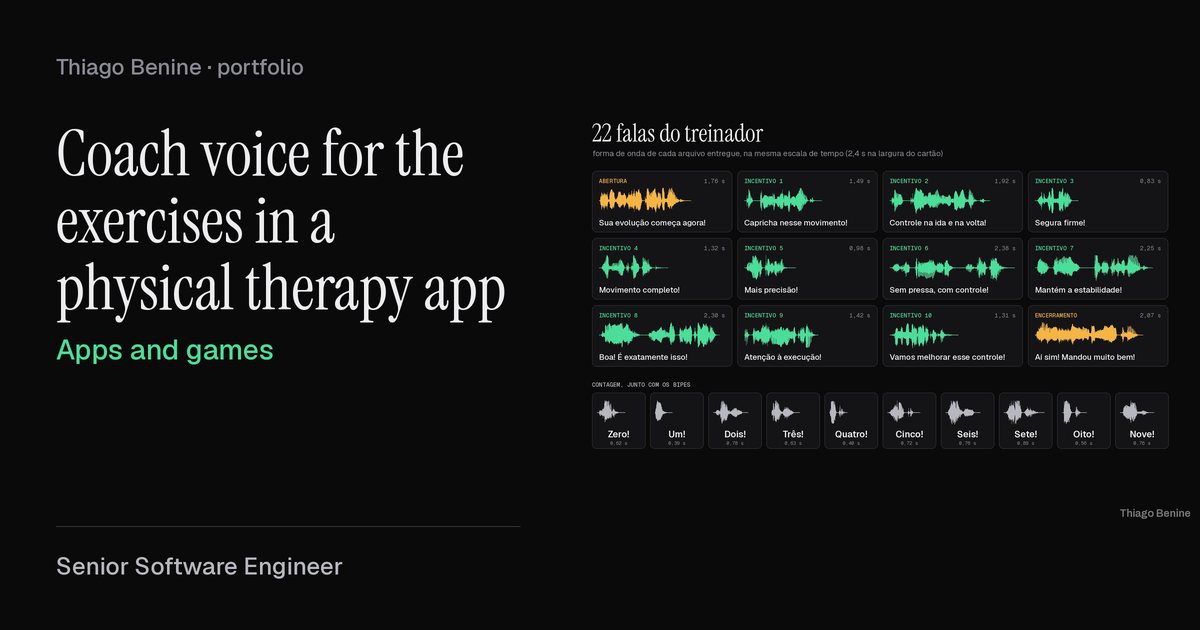 Thiago Benine · portfolio
Coach voice for the
exercises in a
physical therapy app
Apps and games
Senior Software Engineer
22 falas do treinador
forma de onda de cada arquivo entregue, na mesma escala de tempo (2,4 s na largura do cartão)
ABERTURA 1,76 s
Sua evolução começa agora!
INCENTIVO 1 1,49 s
Capricha nesse movimento!
INCENTIVO 2 1,92 s
Controle na ida e na volta!
INCENTIVO 3 0,83 s
Segura firme!
INCENTIVO 4 1,32 s
Movimento completo!
INCENTIVO 5 0,98 s
Mais precisão!
INCENTIVO 6 2,38 s
Sem pressa, com controle!
INCENTIVO 7 2,25 s
Mantém a estabilidade!
INCENTIVO 8 2,30 s
Boa! É exatamente isso!
INCENTIVO 9 1,42 s
Atenção à execução!
INCENTIVO 10 1,31 s
Vamos melhorar esse controle!
ENCERRAMENTO 2,07 s
Aí sim! Mandou muito bem!
CONTAGEM, JUNTO COM OS BIPES
Zero!
Um!
Dois!
Três!
Quatro!
Cinco!
Seis!
Sete!
Oito!
Nove!
Thiago Benine